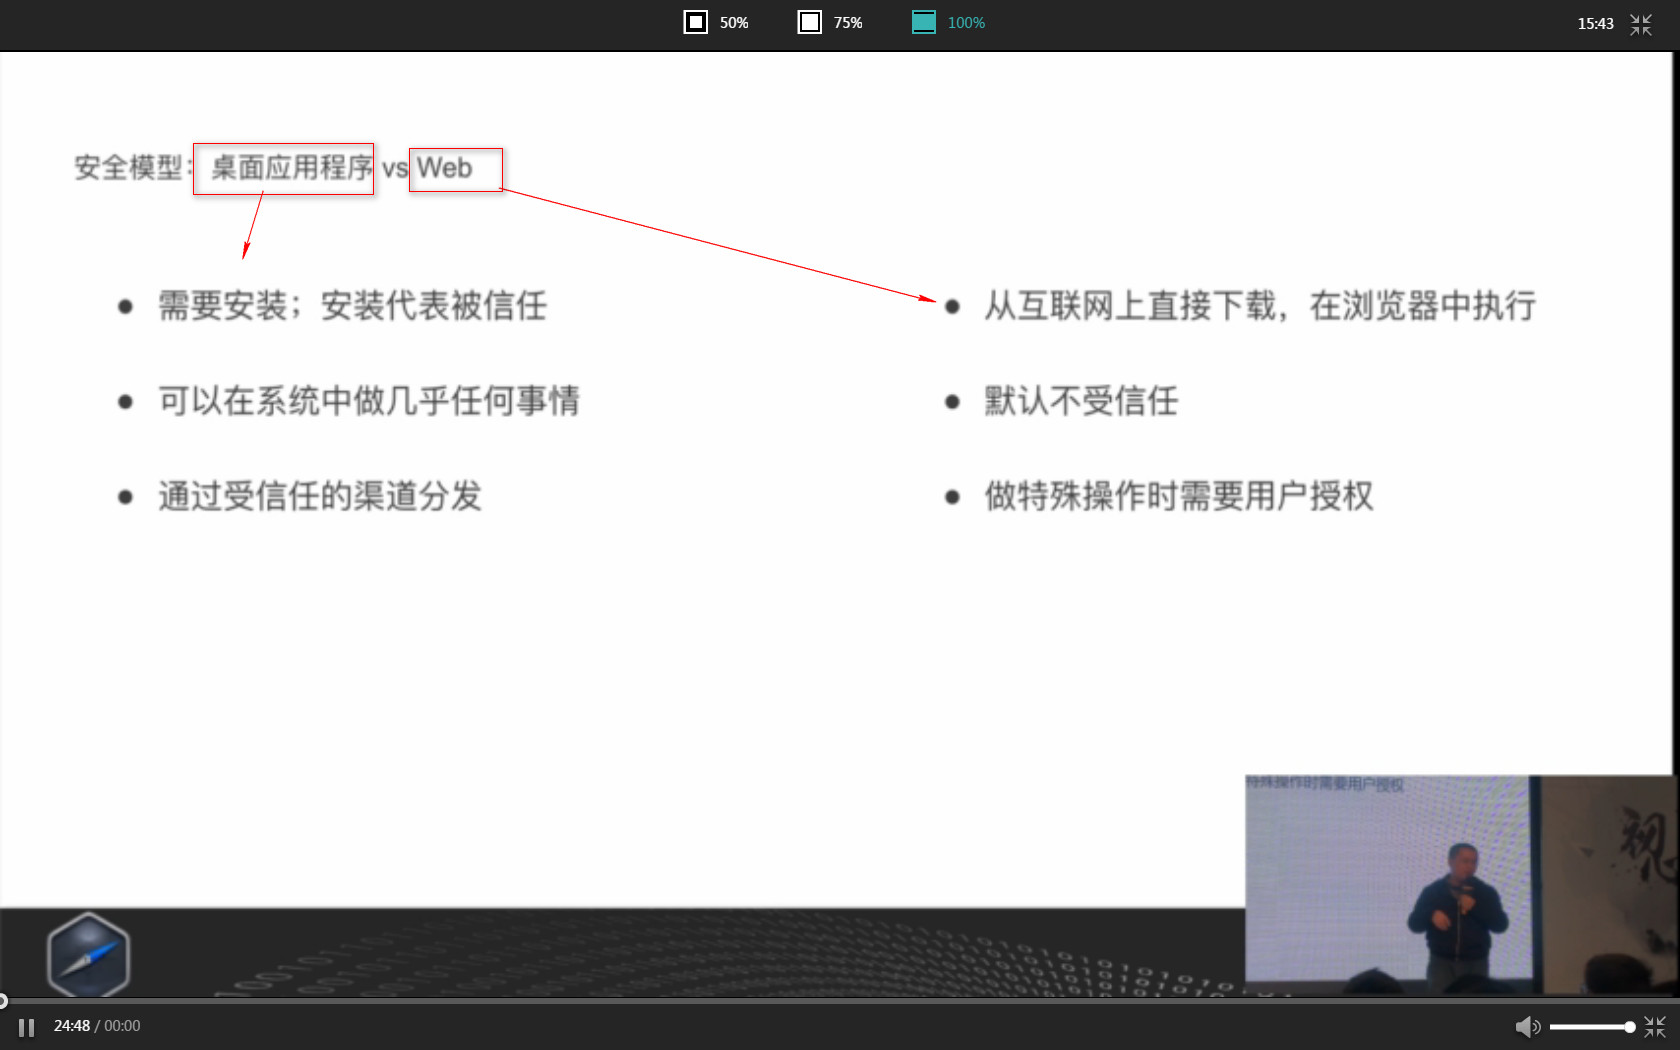 50% 75% 100% 15:43
安全模型：桌面应用程序 vs Web
需要安装；安装代表被信任
可以在系统中做几乎任何事情
通过受信任的渠道分发
从互联网上直接下载，在浏览器中执行
默认不受信任
做特殊操作时需要用户授权
特殊操作时需要用户授权
视
24:48 / 00:00